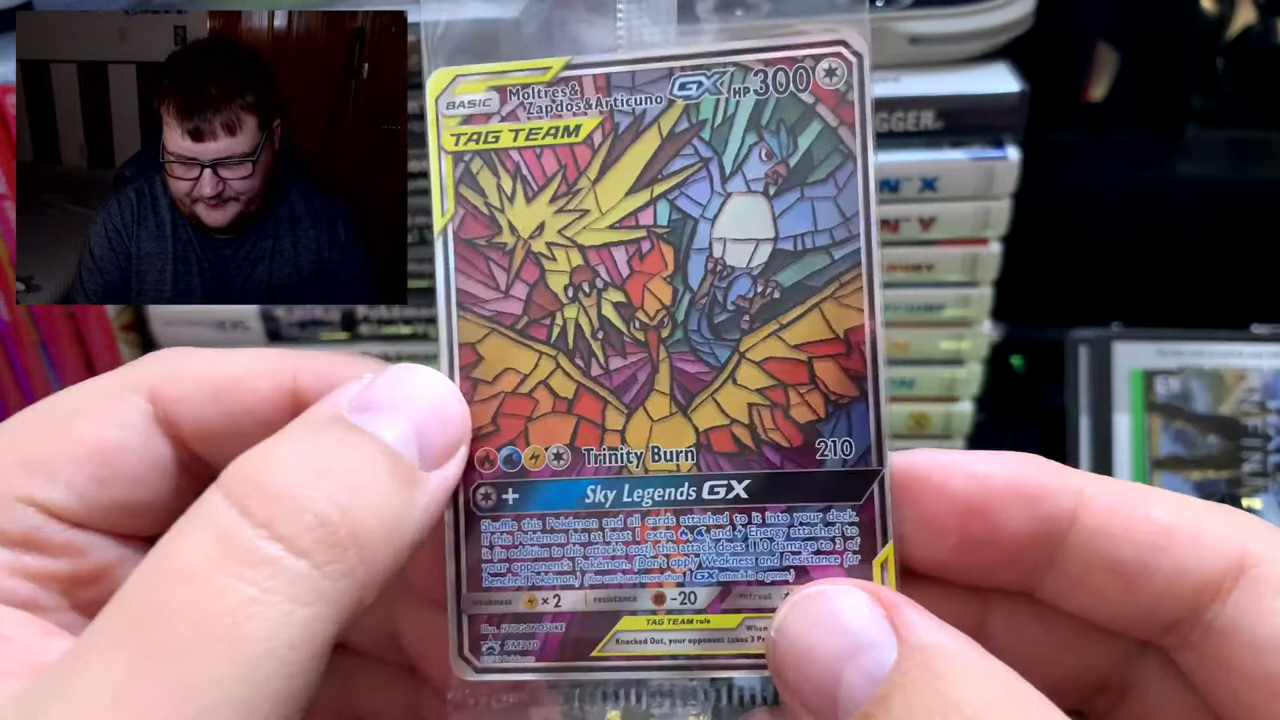 BASIC
Moltres&
Zapdos&Articuno
GX
HP300
TAG TEAM
Trinity Burn
210
+
Sky Legends GX
Shuffle this Pokémon and all cards attached to it into your deck.
If this Pokémon has at least 1 extra , , and Energy attached to
it (in addition to this attack's cost), this attack does 110 damage to 3 of
your opponent's Pokémon. (Don't apply Weakness and Resistance for
Benched Pokémon.) (You can't use more than 1 GX attack in a game.)
weakness ×2 resistance -20 retreat
Illus. HYOGONOSUKE
TAG TEAM rule
When
Knocked Out, your opponent takes 3 Pr
SM210
©2019 Pokémon
GGER
X
Y